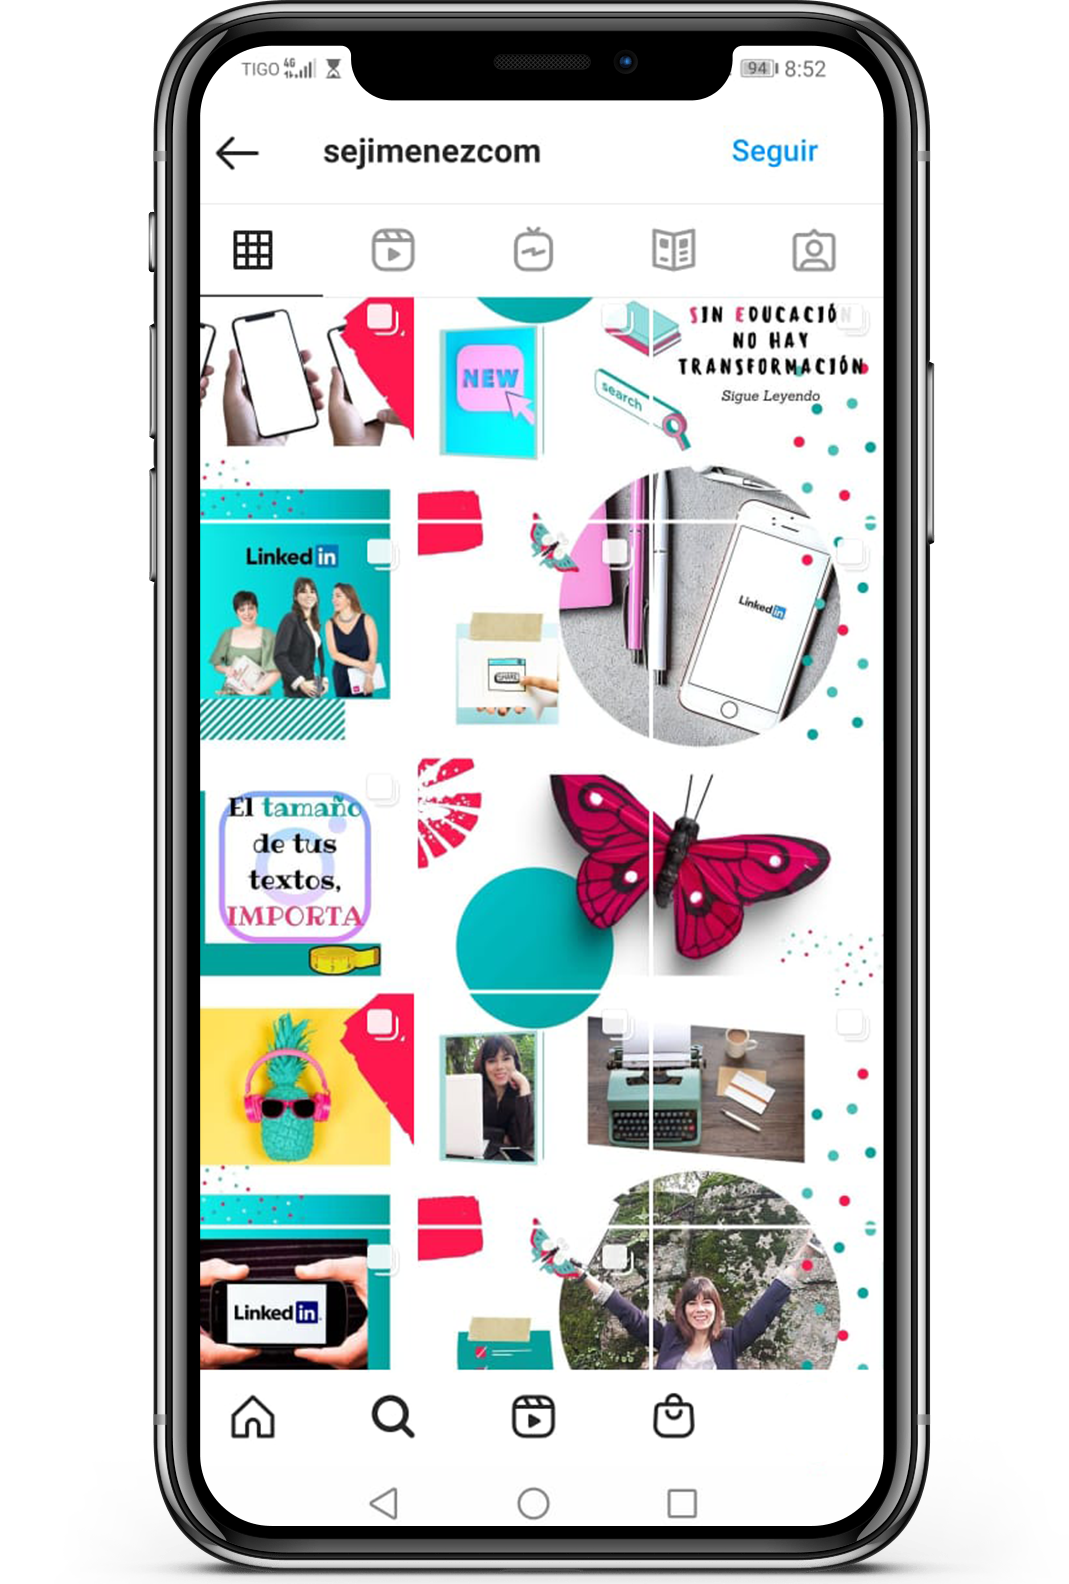 TIGO 4G
94 8:52
sejimenezcom
Seguir
NEW
search
SIN EDUCACIÓN
NO HAY
TRANSFORMACIÓN
Sigue Leyendo
Linked in
SHARE
Linked in
El tamaño
de tus
textos,
IMPORTA
Linked in